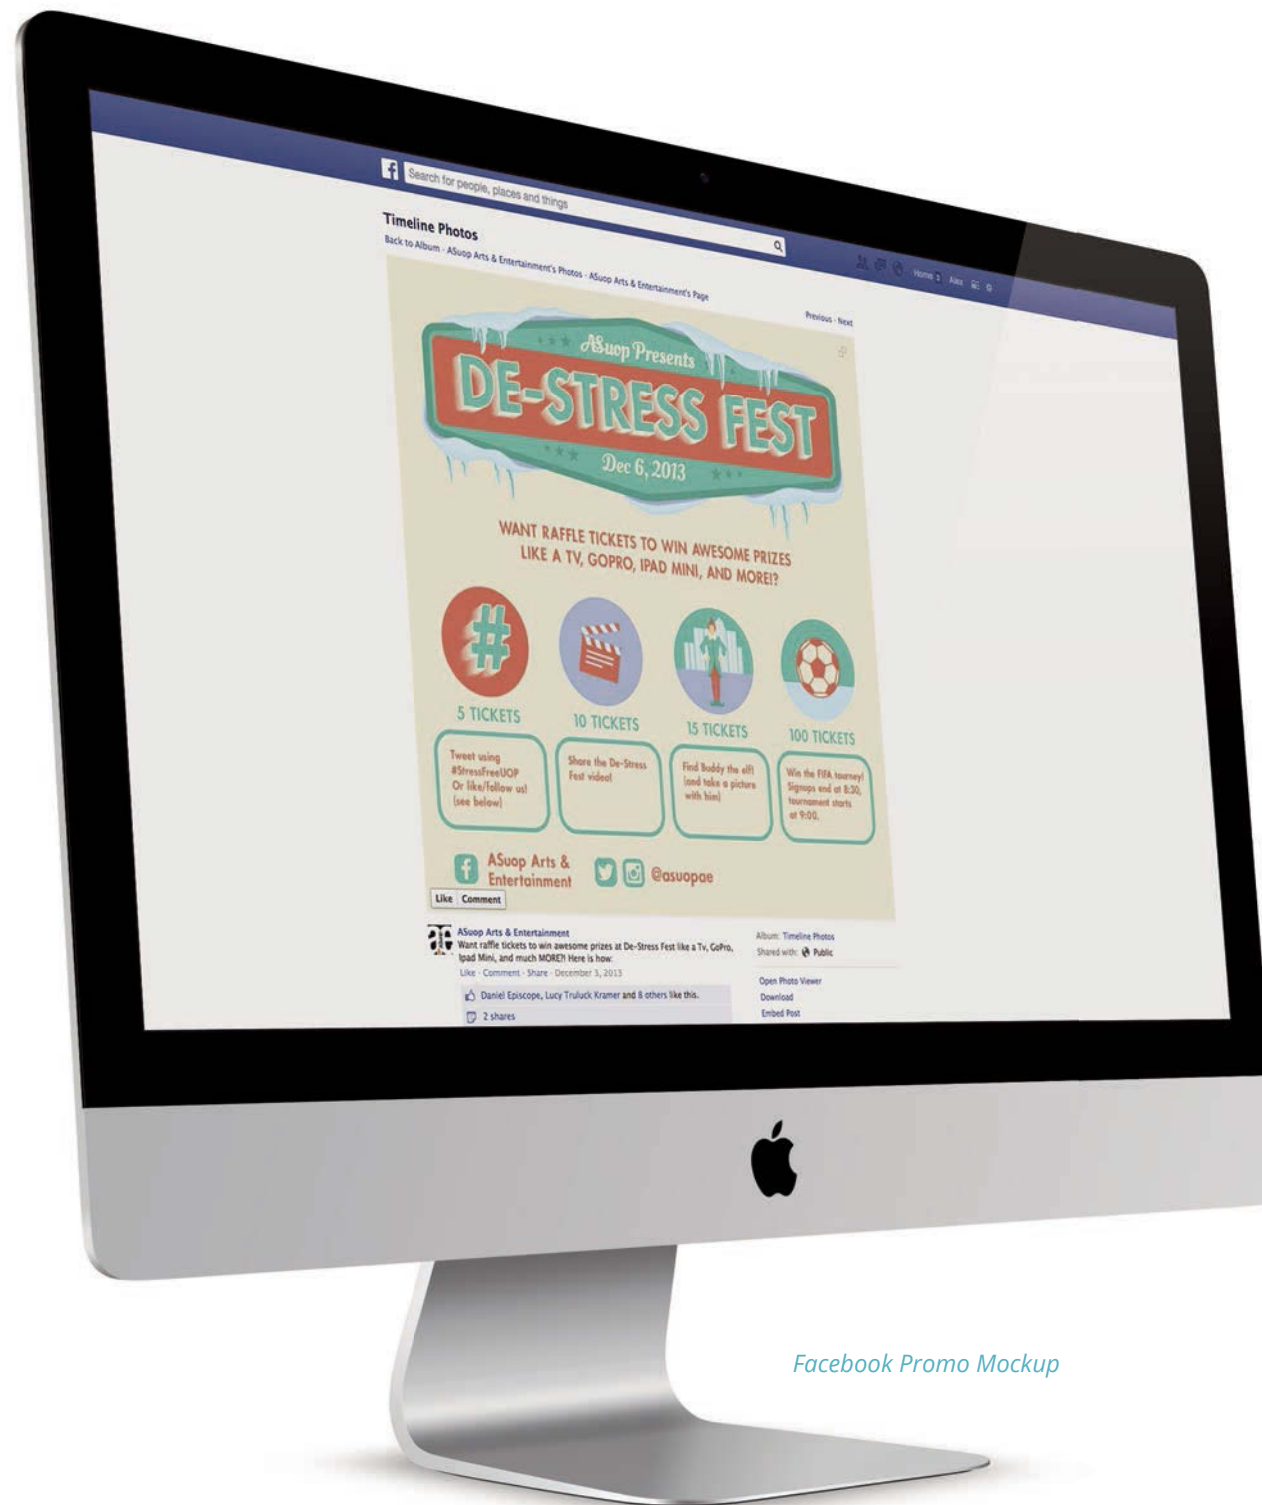 Search for people, places and things
Home Alex
Timeline Photos
Back to Album · ASuop Arts & Entertainment's Photos · ASuop Arts & Entertainment's Page
Previous · Next
ASuop Presents
DE-STRESS FEST
Dec 6, 2013
WANT RAFFLE TICKETS TO WIN AWESOME PRIZES
LIKE A TV, GOPRO, IPAD MINI, AND MORE!?
#
5 TICKETS
Tweet using
#StressFreeUOP
Or like/follow us!
(see below)
10 TICKETS
Share the De-Stress
Fest video!
15 TICKETS
Find Buddy the elf!
(and take a picture
with him)
100 TICKETS
Win the FIFA tourney!
Signups end at 8:30,
tournament starts
at 9:00.
ASuop Arts &
Entertainment
@asuopae
Like Comment
ASuop Arts & Entertainment
Want raffle tickets to win awesome prizes at De-Stress Fest like a Tv, GoPro,
Ipad Mini, and much MORE?! Here is how:
Like · Comment · Share · December 3, 2013
Daniel Episcope, Lucy Truluck Kramer and 8 others like this.
2 shares
Album: Timeline Photos
Shared with: Public
Open Photo Viewer
Download
Embed Post
Facebook Promo Mockup